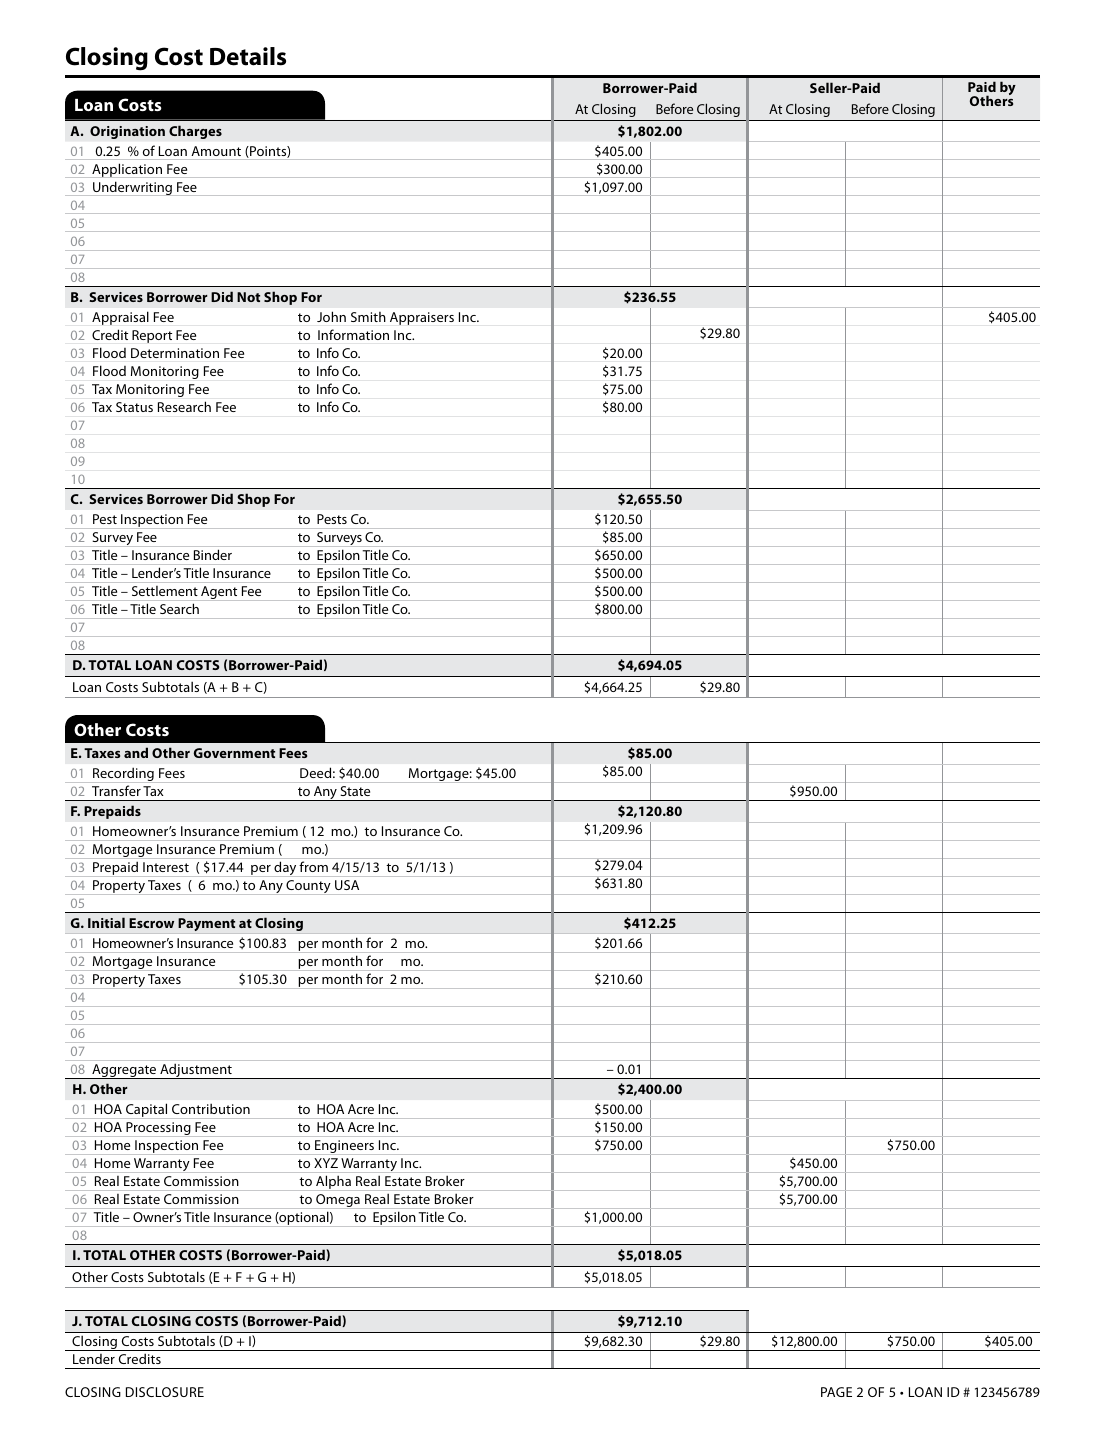 Closing Cost Details
Loan Costs
Borrower-Paid Seller-Paid Paid by Others
At Closing Before Closing At Closing Before Closing
A. Origination Charges $1,802.00
01 0.25 % of Loan Amount (Points) $405.00
02 Application Fee $300.00
03 Underwriting Fee $1,097.00
04
05
06
07
08
B. Services Borrower Did Not Shop For $236.55
01 Appraisal Fee to John Smith Appraisers Inc. $405.00
02 Credit Report Fee to Information Inc. $29.80
03 Flood Determination Fee to Info Co. $20.00
04 Flood Monitoring Fee to Info Co. $31.75
05 Tax Monitoring Fee to Info Co. $75.00
06 Tax Status Research Fee to Info Co. $80.00
07
08
09
10
C. Services Borrower Did Shop For $2,655.50
01 Pest Inspection Fee to Pests Co. $120.50
02 Survey Fee to Surveys Co. $85.00
03 Title – Insurance Binder to Epsilon Title Co. $650.00
04 Title – Lender’s Title Insurance to Epsilon Title Co. $500.00
05 Title – Settlement Agent Fee to Epsilon Title Co. $500.00
06 Title – Title Search to Epsilon Title Co. $800.00
07
08
D. TOTAL LOAN COSTS (Borrower-Paid) $4,694.05
Loan Costs Subtotals (A + B + C) $4,664.25 $29.80
Other Costs
E. Taxes and Other Government Fees $85.00
01 Recording Fees Deed: $40.00 Mortgage: $45.00 $85.00
02 Transfer Tax to Any State $950.00
F. Prepaids $2,120.80
01 Homeowner’s Insurance Premium ( 12 mo.) to Insurance Co. $1,209.96
02 Mortgage Insurance Premium ( mo.)
03 Prepaid Interest ( $17.44 per day from 4/15/13 to 5/1/13 ) $279.04
04 Property Taxes ( 6 mo.) to Any County USA $631.80
05
G. Initial Escrow Payment at Closing $412.25
01 Homeowner’s Insurance $100.83 per month for 2 mo. $201.66
02 Mortgage Insurance per month for mo.
03 Property Taxes $105.30 per month for 2 mo. $210.60
04
05
06
07
08 Aggregate Adjustment – 0.01
H. Other $2,400.00
01 HOA Capital Contribution to HOA Acre Inc. $500.00
02 HOA Processing Fee to HOA Acre Inc. $150.00
03 Home Inspection Fee to Engineers Inc. $750.00 $750.00
04 Home Warranty Fee to XYZ Warranty Inc. $450.00
05 Real Estate Commission to Alpha Real Estate Broker $5,700.00
06 Real Estate Commission to Omega Real Estate Broker $5,700.00
07 Title – Owner’s Title Insurance (optional) to Epsilon Title Co. $1,000.00
08
I. TOTAL OTHER COSTS (Borrower-Paid) $5,018.05
Other Costs Subtotals (E + F + G + H) $5,018.05
J. TOTAL CLOSING COSTS (Borrower-Paid) $9,712.10
Closing Costs Subtotals (D + I) $9,682.30 $29.80 $12,800.00 $750.00 $405.00
Lender Credits
CLOSING DISCLOSURE PAGE 2 OF 5 • LOAN ID # 123456789